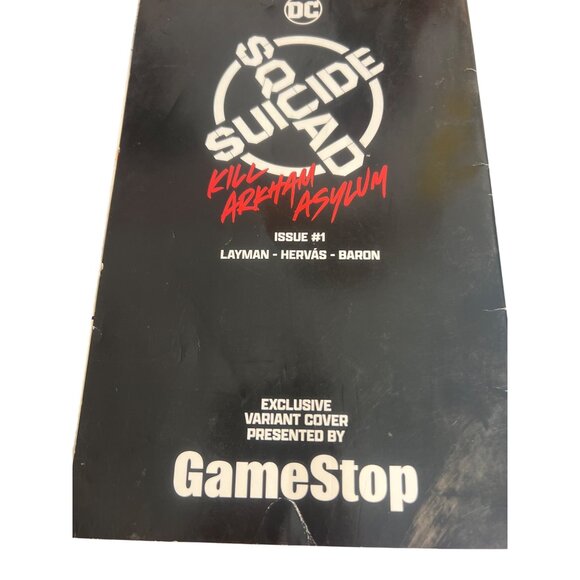 DC
SUICIDE
SQUAD
KILL
ARKHAM
ASYLUM
ISSUE #1
LAYMAN - HERVÁS - BARON
EXCLUSIVE
VARIANT COVER
PRESENTED BY
GameStop